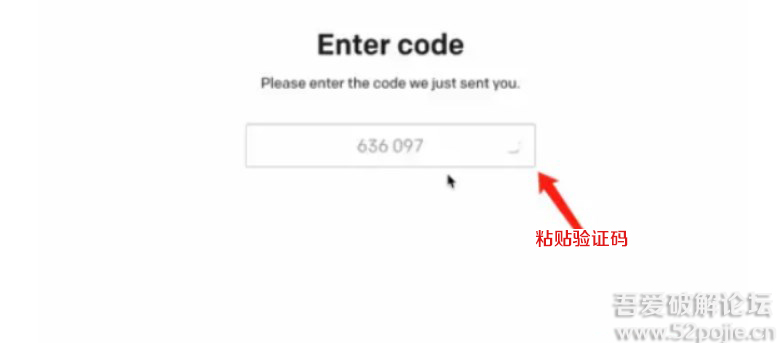 Enter code
Please enter the code we just sent you.
636 097
粘贴验证码
吾爱破解论坛
www.52pojie.cn